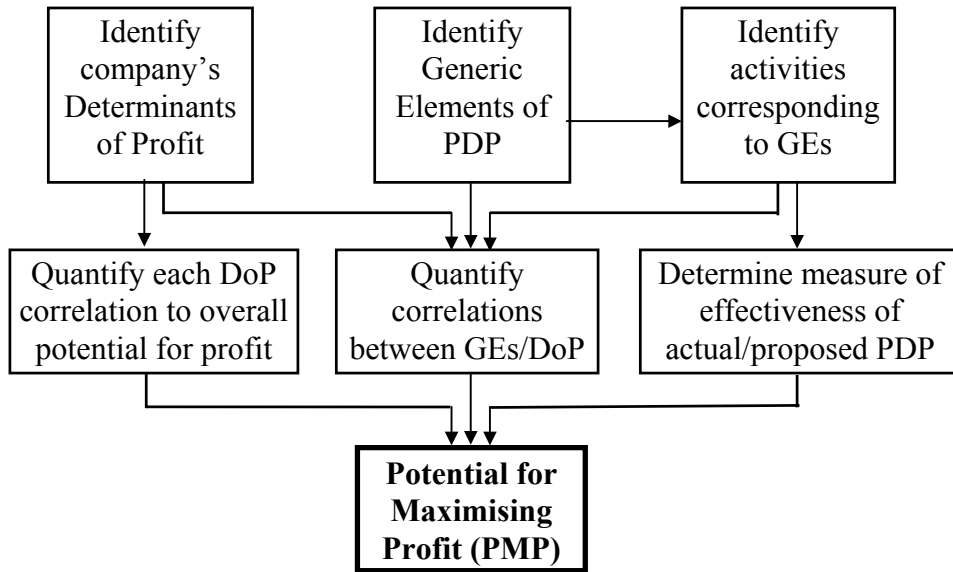 Identify
company’s
Determinants
of Profit
Identify
Generic
Elements of
PDP
Identify
activities
corresponding
to GEs
Quantify each DoP
correlation to overall
potential for profit
Quantify
correlations
between GEs/DoP
Determine measure of
effectiveness of
actual/proposed PDP
Potential for
Maximising
Profit (PMP)